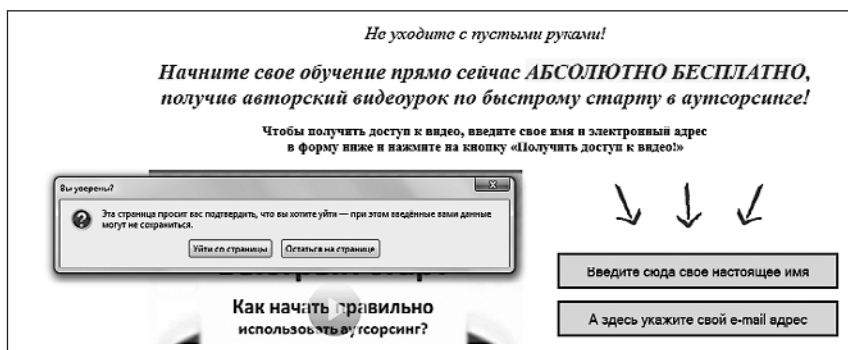 Не уходите с пустыми руками!
Начните свое обучение прямо сейчас АБСОЛЮТНО БЕСПЛАТНО,
получив авторский видеоурок по быстрому старту в аутсорсинге!
Чтобы получить доступ к видео, введите свое имя и электронный адрес
в форму ниже и нажмите на кнопку «Получить доступ к видео!»
Вы уверены?
Эта страница просит вас подтвердить, что вы хотите уйти — при этом введённые вами данные
могут не сохраниться.
Уйти со страницы
Остаться на странице
Как начать правильно
использовать аутсорсинг?
Введите сюда свое настоящее имя
А здесь укажите свой e-mail адрес